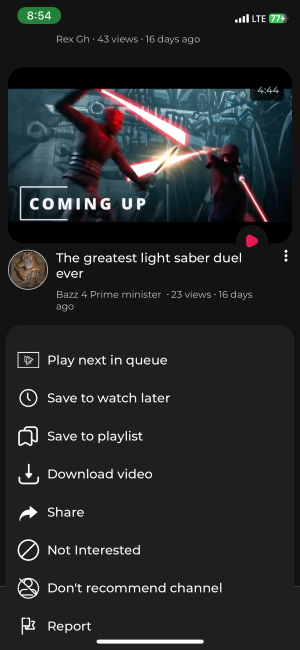 8:54
LTE 77
Rex Gh · 43 views · 16 days ago
4:44
COMING UP
The greatest light saber duel
ever
Bazz 4 Prime minister · 23 views · 16 days
ago
Play next in queue
Save to watch later
Save to playlist
Download video
Share
Not Interested
Don't recommend channel
Report